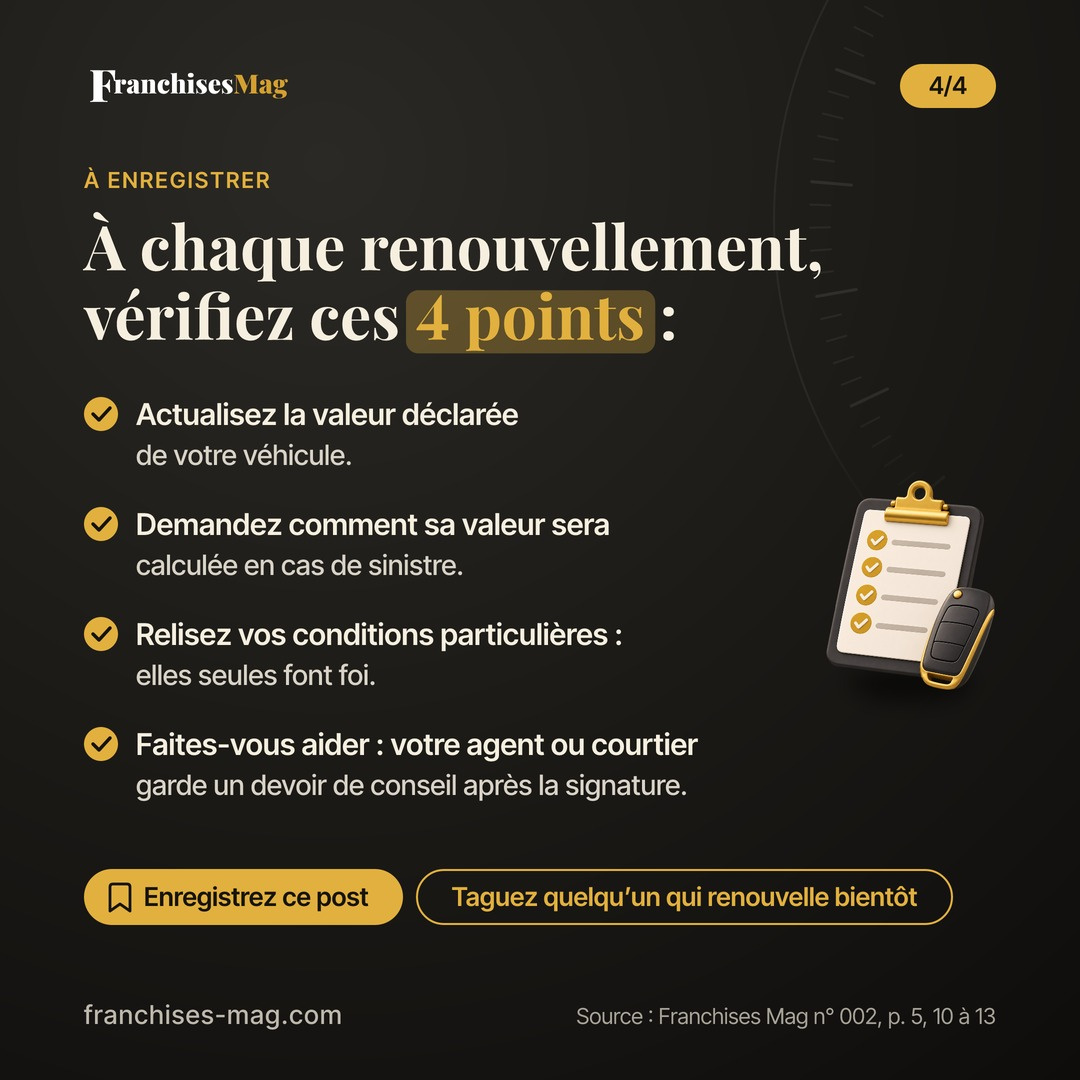 FranchisesMag
4/4
À ENREGISTRER
À chaque renouvellement,
vérifiez ces 4 points :
Actualisez la valeur déclarée
de votre véhicule.
Demandez comment sa valeur sera
calculée en cas de sinistre.
Relisez vos conditions particulières :
elles seules font foi.
Faites-vous aider : votre agent ou courtier
garde un devoir de conseil après la signature.
Enregistrez ce post
Taguez quelqu’un qui renouvelle bientôt
franchises-mag.com
Source : Franchises Mag n° 002, p. 5, 10 à 13